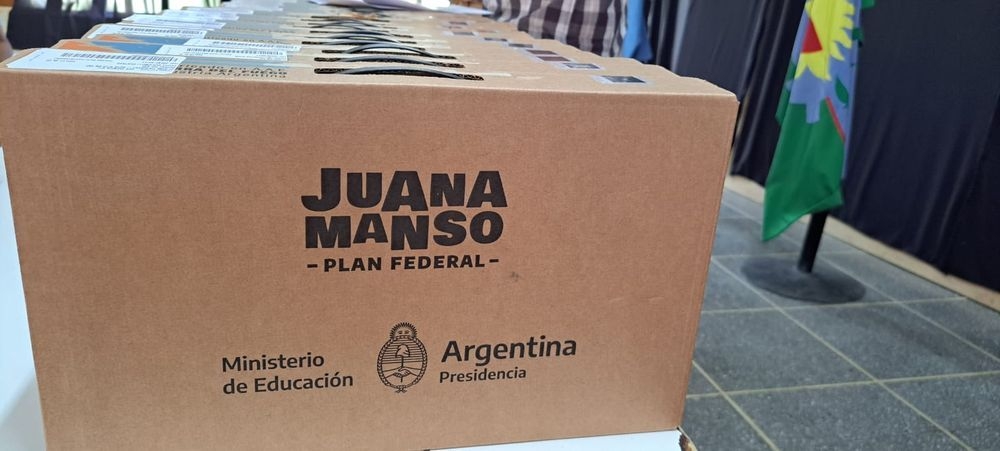 JUANA
MANSO
- PLAN FEDERAL -
Ministerio
de Educación
Argentina
Presidencia